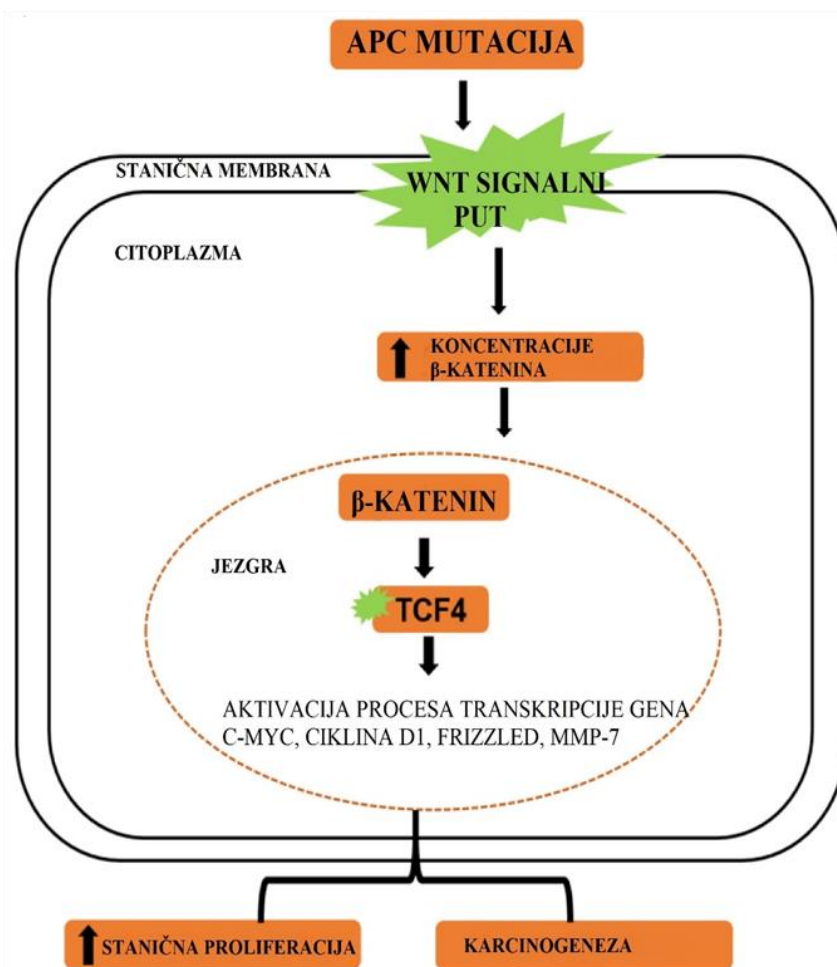 APC MUTACIJA
STANIČNA MEMBRANA
WNT SIGNALNI
PUT
CITOPLAZMA
KONCENTRACIJE
β-KATENINA
β-KATENIN
JEZGRA
TCF4
AKTIVACIJA PROCESA TRANSKRIPCIJE GENA
C-MYC, CIKLINA D1, FRIZZLED, MMP-7
STANIČNA PROLIFERACIJA
KARCINOGENEZA